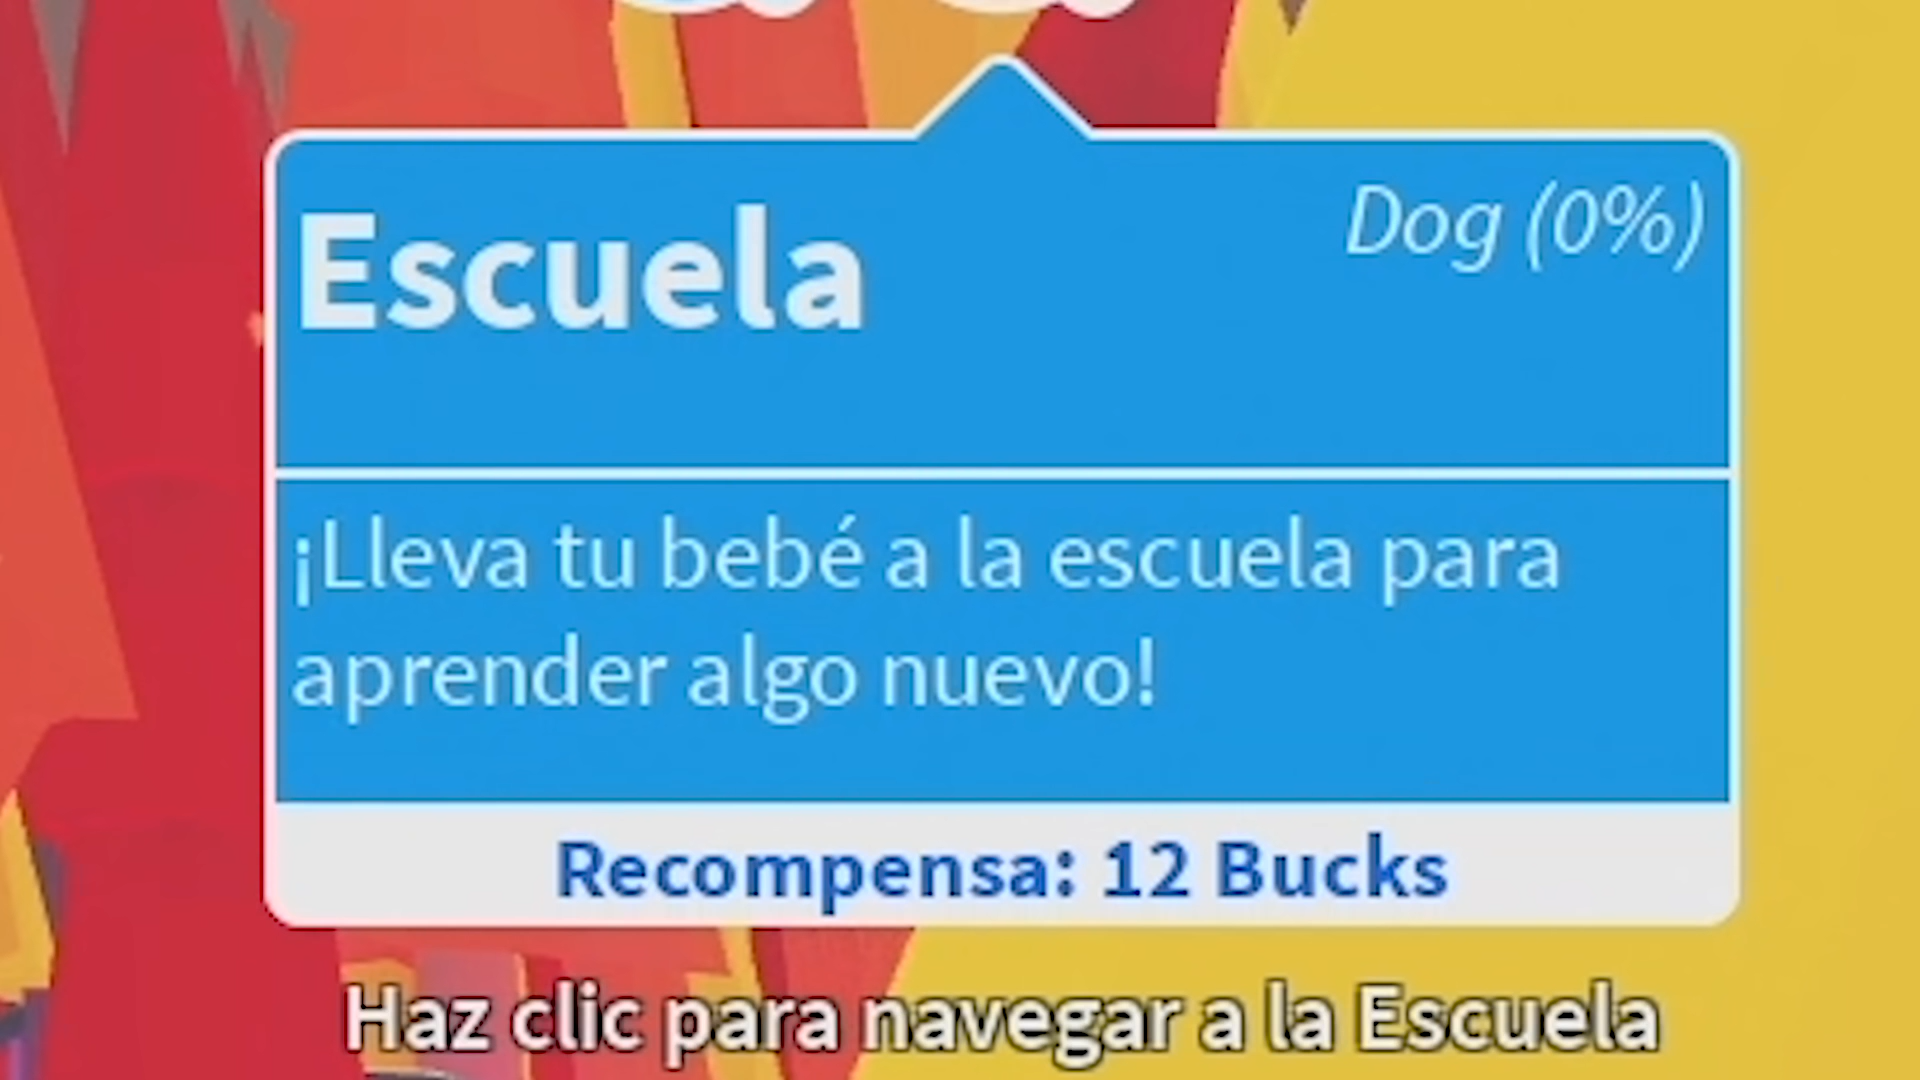 Escuela
Dog (0%)
¡Lleva tu bebé a la escuela para
aprender algo nuevo!
Recompensa: 12 Bucks
Haz clic para navegar a la Escuela